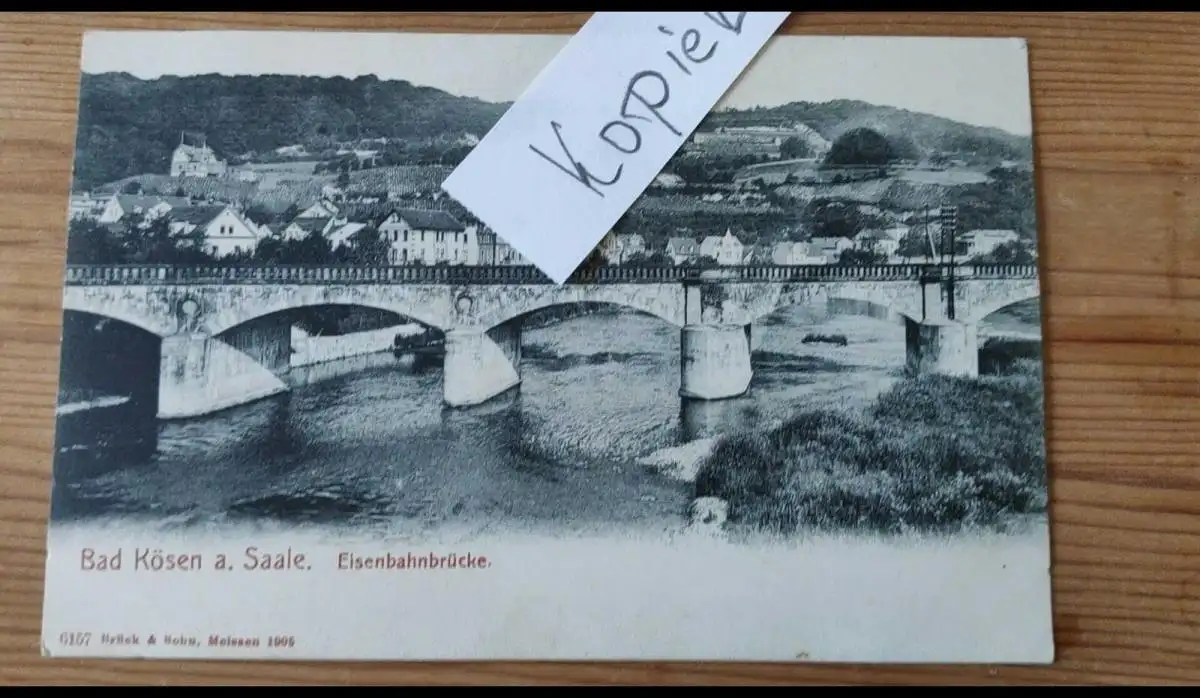 Kopie
Bad Kösen a. Saale. Eisenbahnbrücke.
6157 Brück & Sohn, Meissen 1905